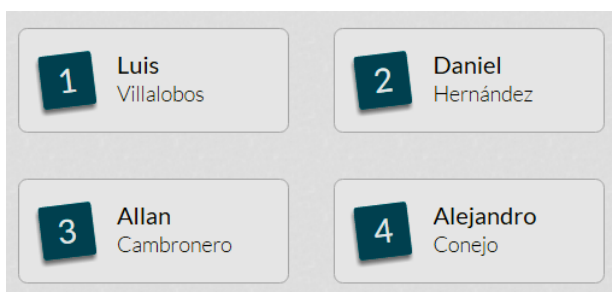 1
Luis
Villalobos
2
Daniel
Hernández
3
Allan
Cambronero
4
Alejandro
Conejo